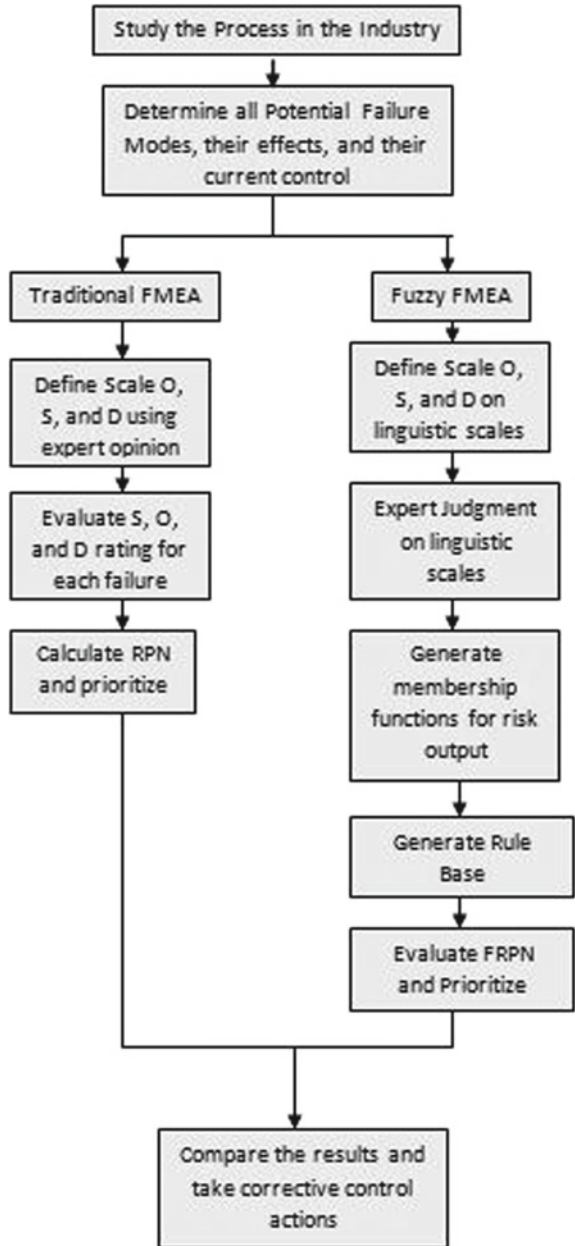 Study the Process in the Industry
Determine all Potential Failure
Modes, their effects, and their
current control
Traditional FMEA
Define Scale O,
S, and D using
expert opinion
Evaluate S, O,
and D rating for
each failure
Calculate RPN
and prioritize
Fuzzy FMEA
Define Scale O,
S, and D on
linguistic scales
Expert Judgment
on linguistic
scales
Generate
membership
functions for risk
output
Generate Rule
Base
Evaluate FRPN
and Prioritize
Compare the results and
take corrective control
actions